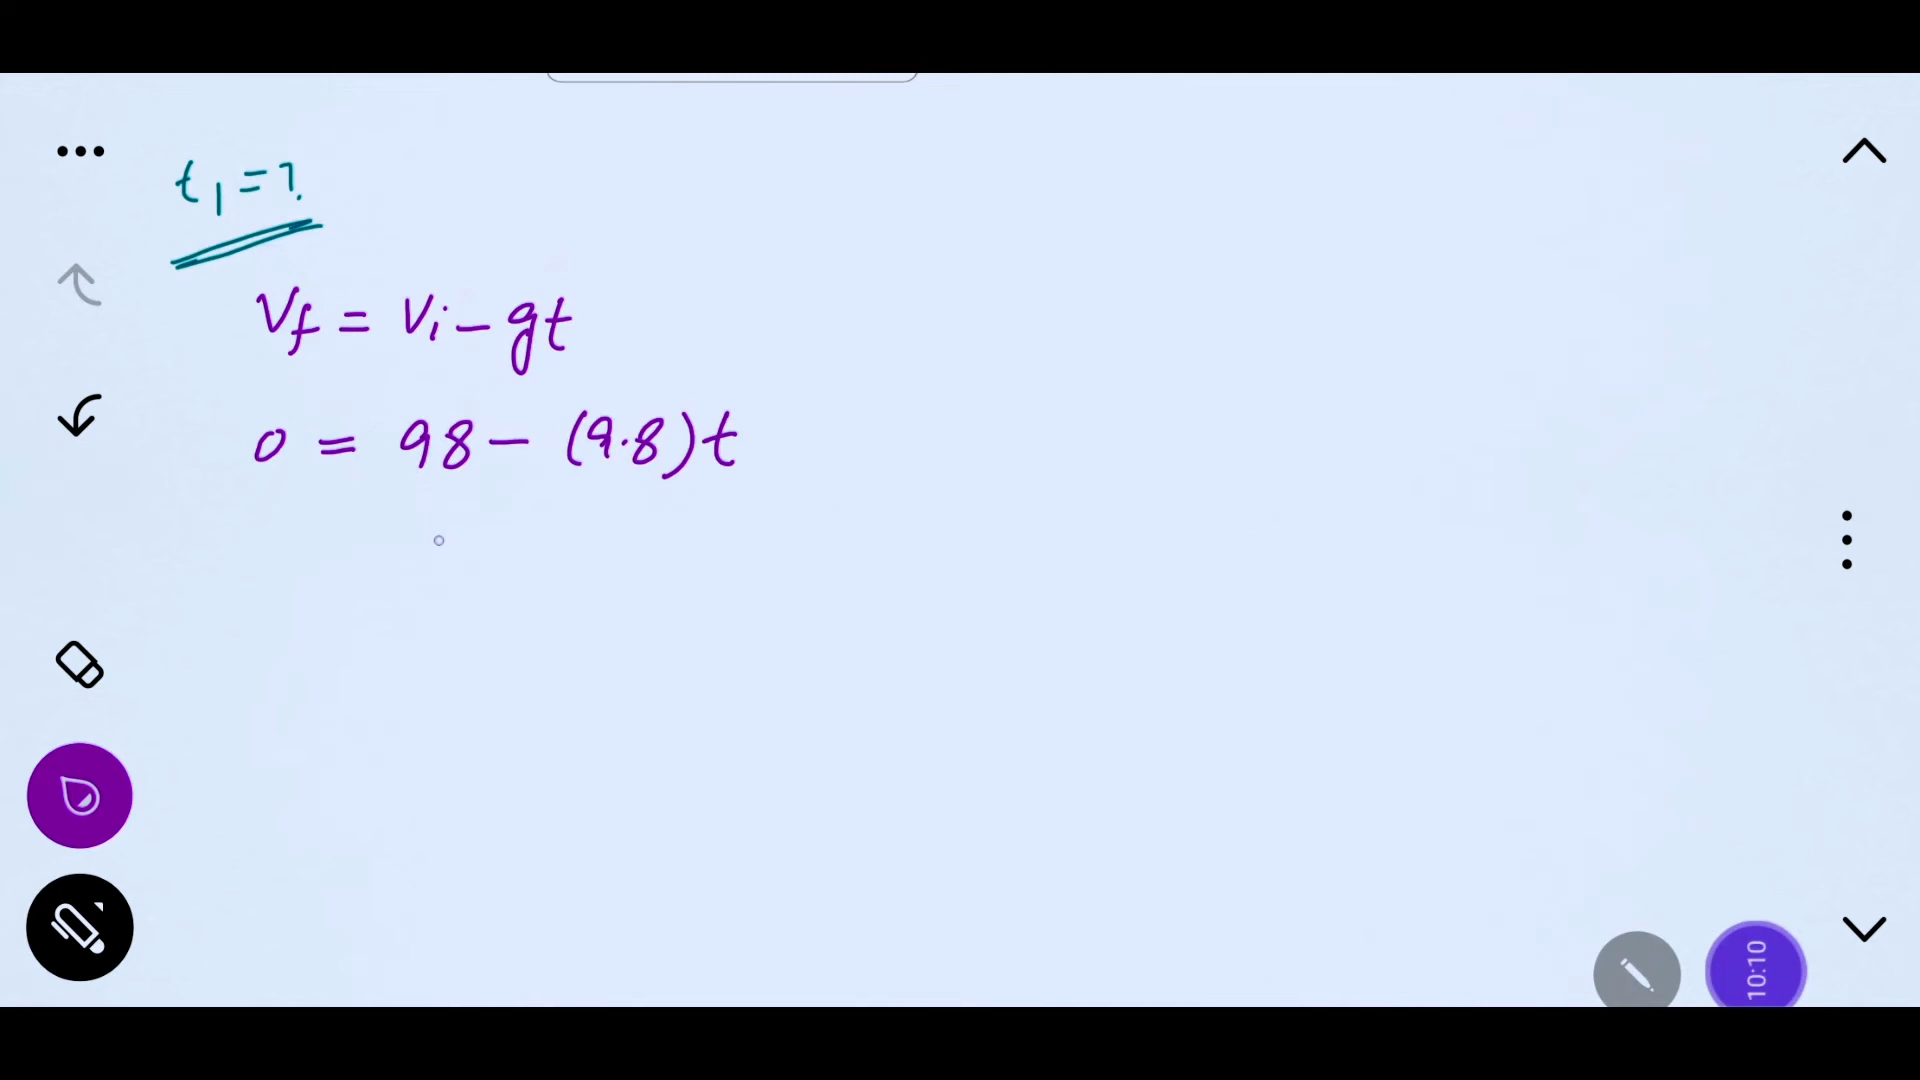 t₁ = ?
Vf = Vi - gt
0 = 98 - (9.8)t
10:10